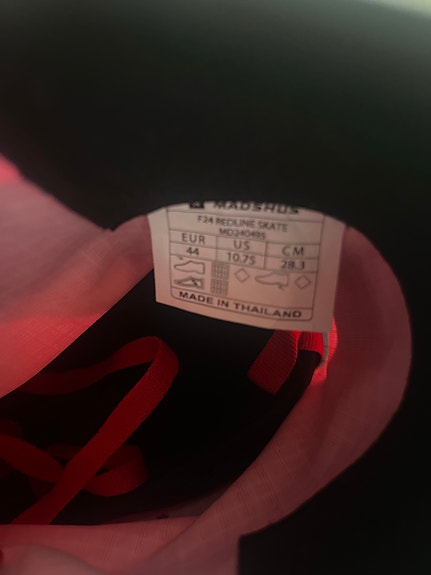 MADSHUS
F24 REDLINE SKATE
MD240495
EUR US CM
44 10.75 28.3
MADE IN THAILAND